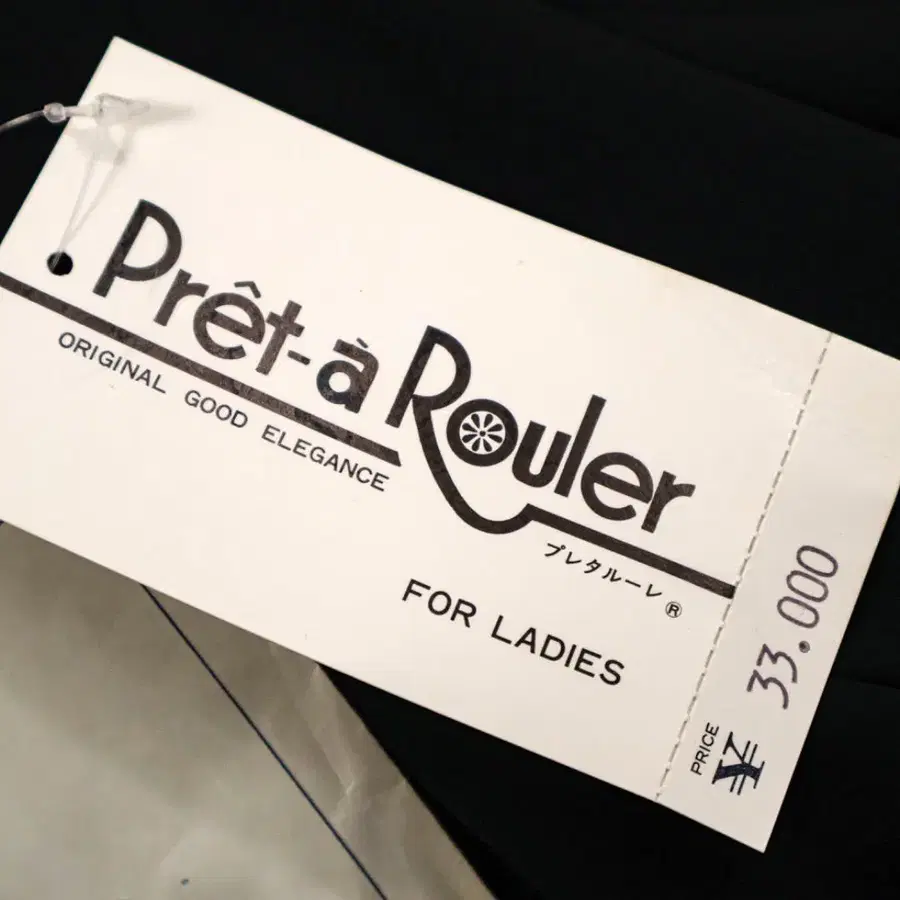 Prêt-à Rouler
ORIGINAL GOOD ELEGANCE
プレタルーレ®
FOR LADIES
PRICE ¥ 33.000